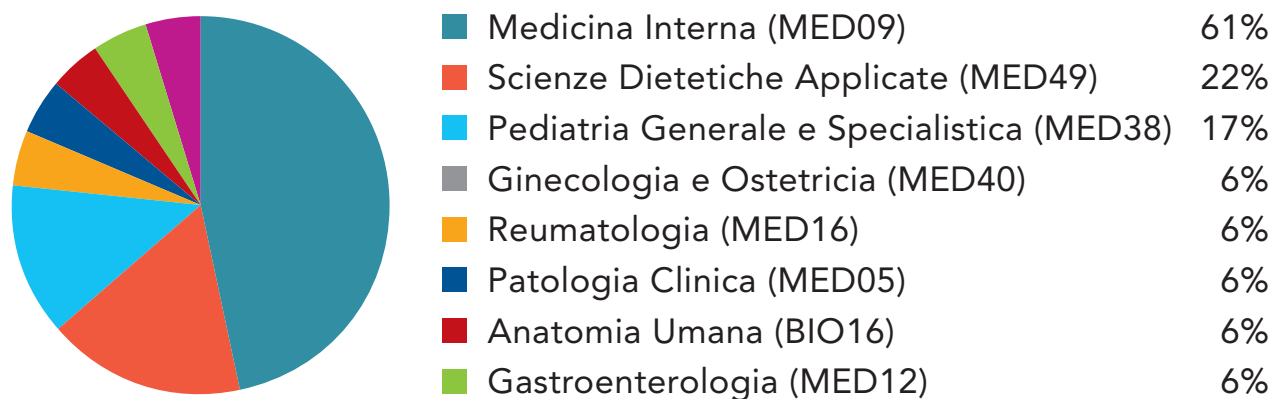 Medicina Interna (MED09) 61%
Scienze Dietetiche Applicate (MED49) 22%
Pediatria Generale e Specialistica (MED38) 17%
Ginecologia e Ostetricia (MED40) 6%
Reumatologia (MED16) 6%
Patologia Clinica (MED05) 6%
Anatomia Umana (BIO16) 6%
Gastroenterologia (MED12) 6%